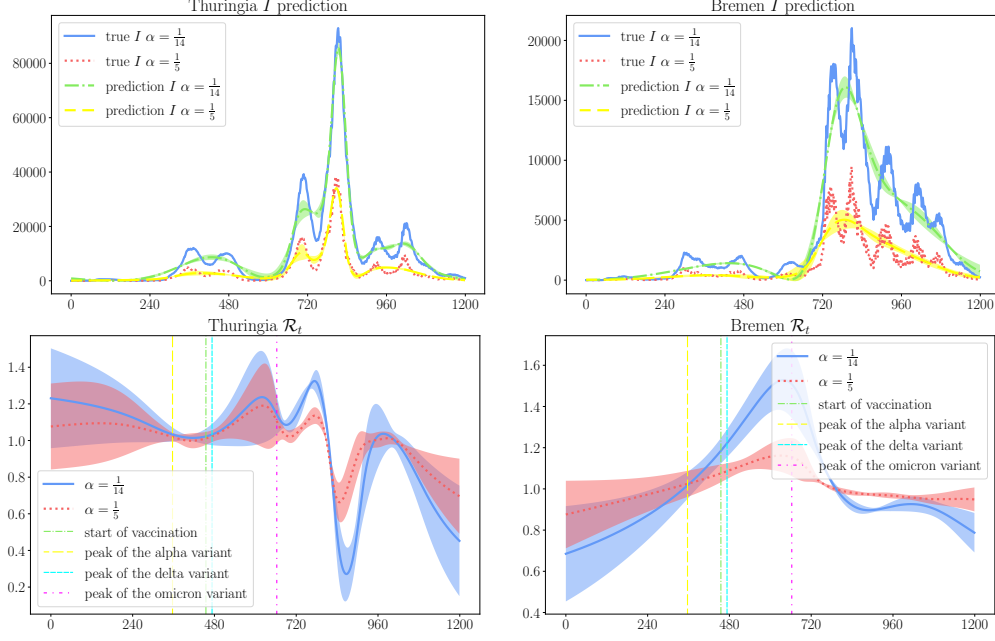 Thuringia I prediction
80000
60000
40000
20000
0
true I α = 1/14
true I α = 1/5
prediction I α = 1/14
prediction I α = 1/5
0 240 480 720 960 1200
Bremen I prediction
20000
15000
10000
5000
0
true I α = 1/14
true I α = 1/5
prediction I α = 1/14
prediction I α = 1/5
0 240 480 720 960 1200
Thuringia ℛₜ
1.4
1.2
1.0
0.8
0.6
0.4
0.2
α = 1/14
α = 1/5
start of vaccination
peak of the alpha variant
peak of the delta variant
peak of the omicron variant
0 240 480 720 960 1200
Bremen ℛₜ
1.6
1.4
1.2
1.0
0.8
0.6
0.4
α = 1/14
α = 1/5
start of vaccination
peak of the alpha variant
peak of the delta variant
peak of the omicron variant
0 240 480 720 960 1200